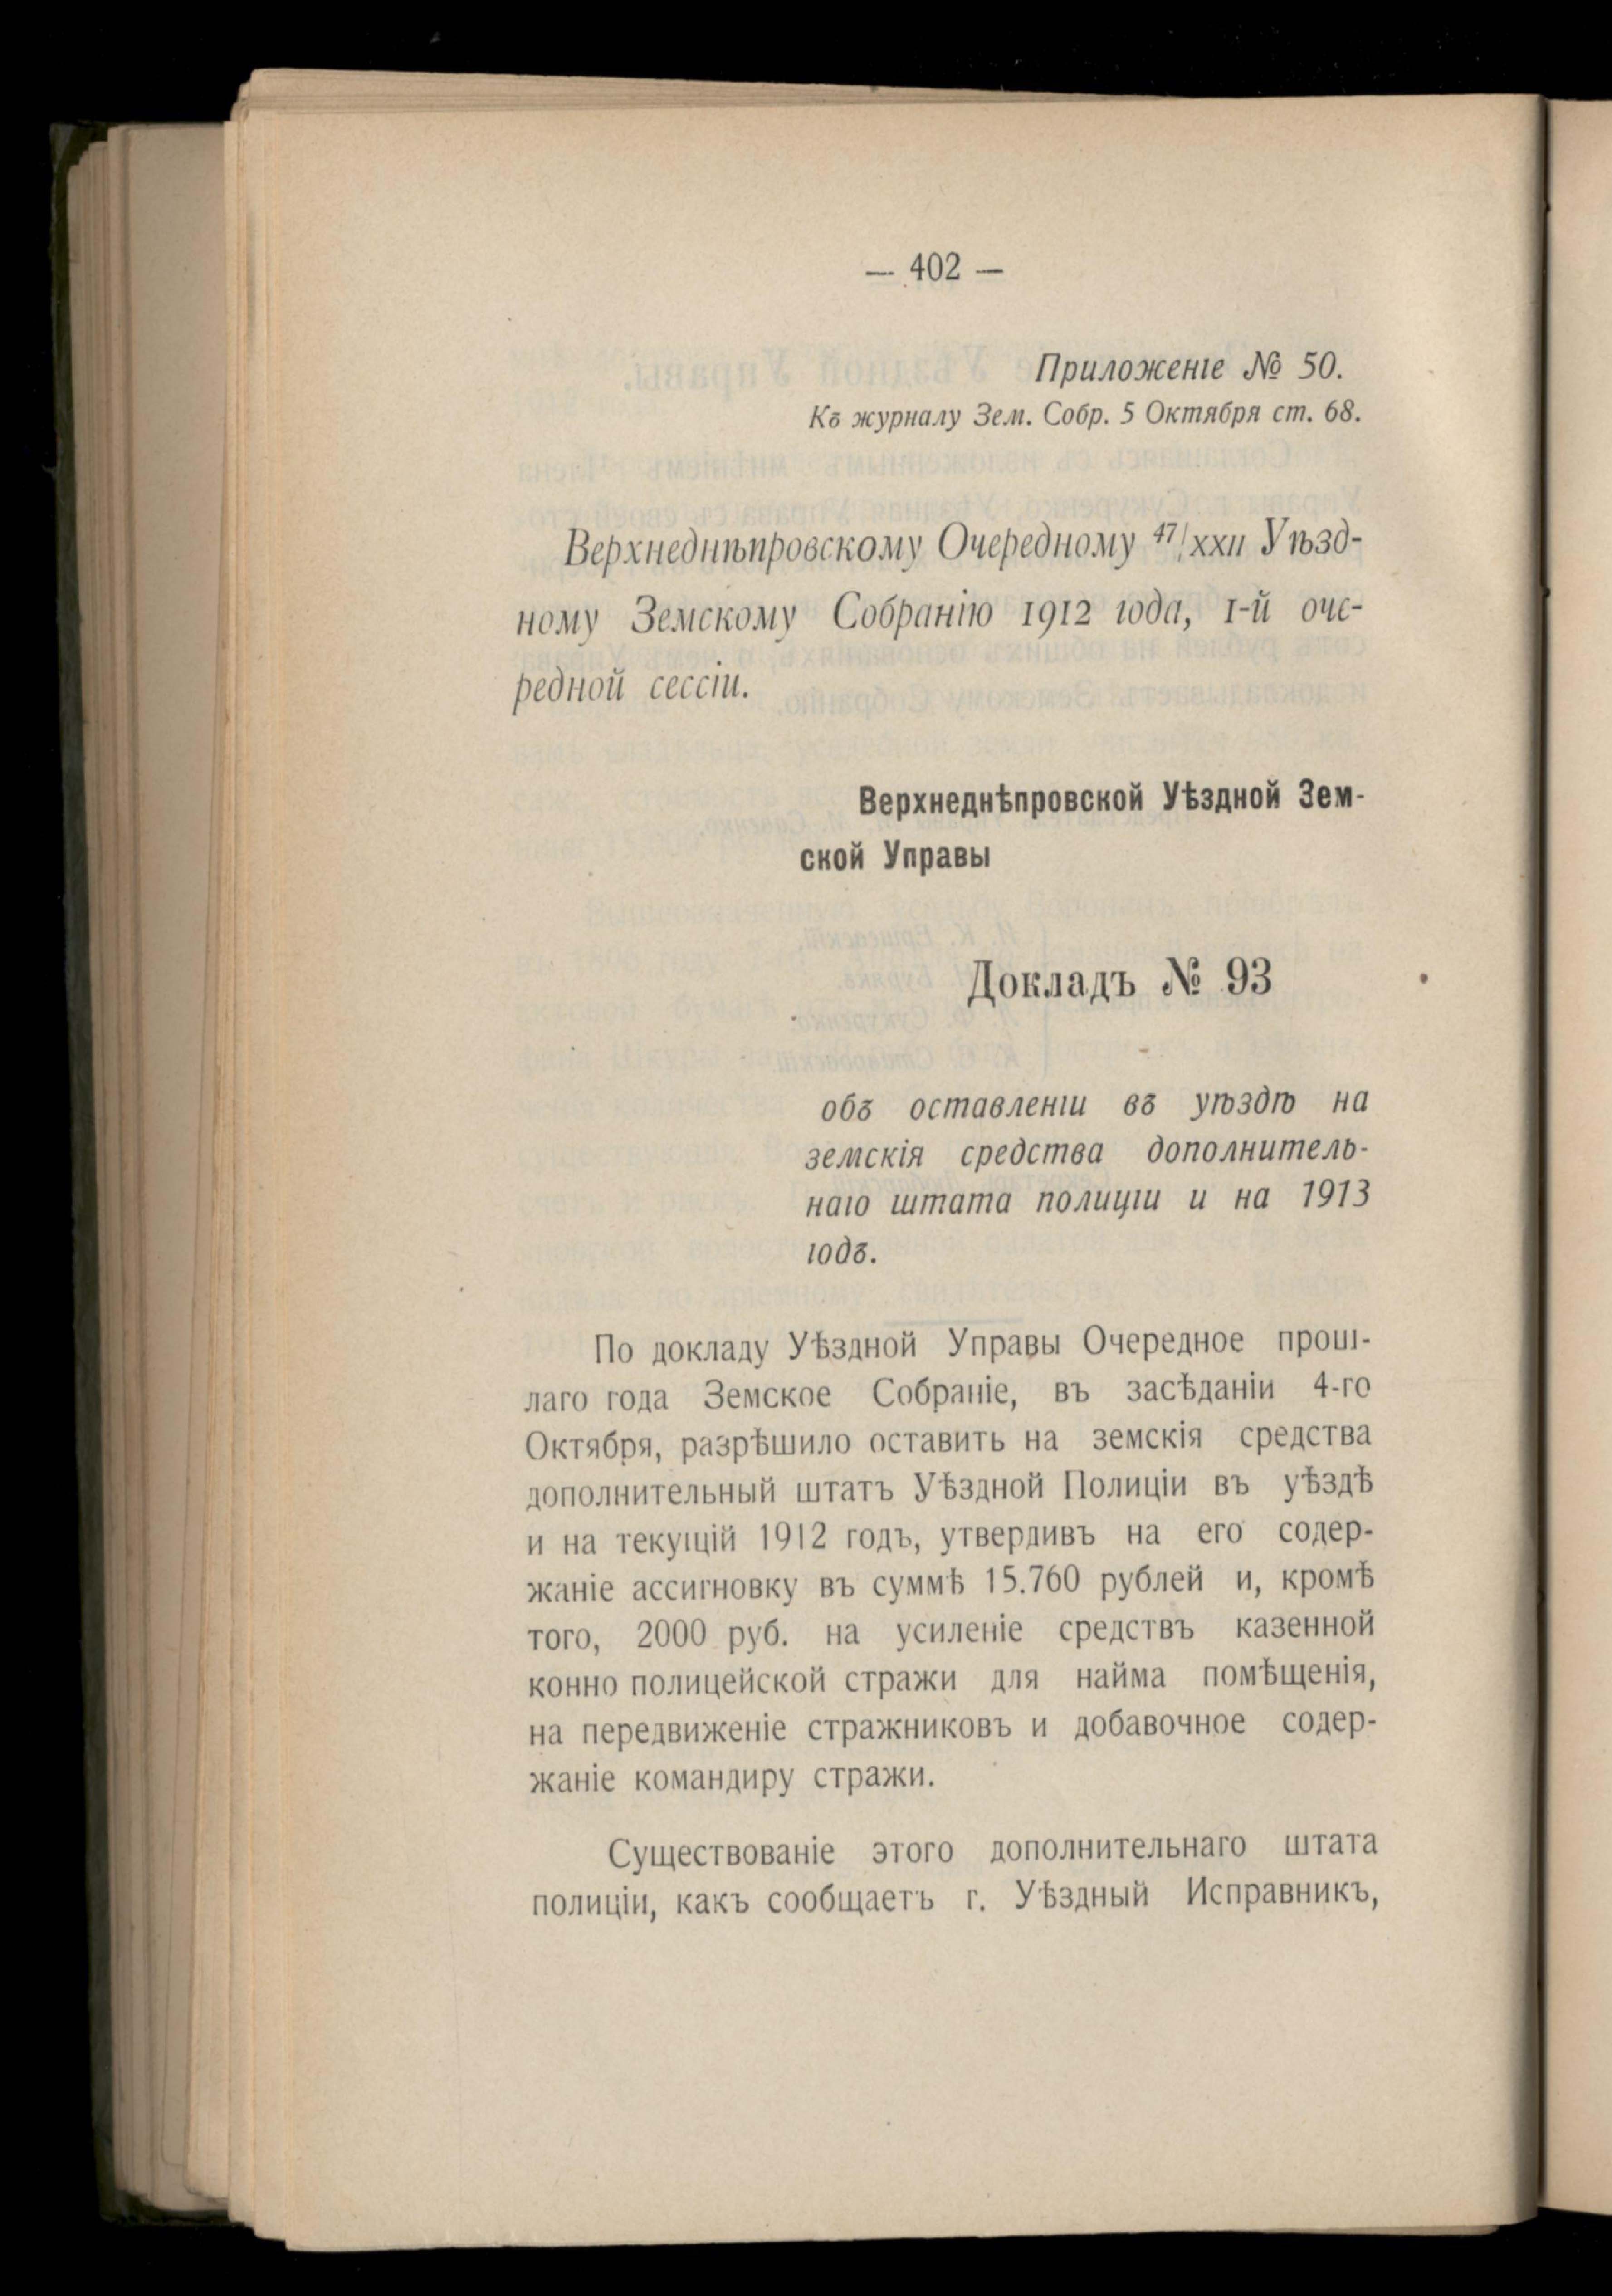 — 402 —
Приложеніе № 50.
Къ журналу Зем. Собр. 5 Октября ст. 68.
Верхнеднѣпровскому Очередному 47/XXII Уѣзд-
ному Земскому Собранію 1912 года, 1-й оче-
редной сессіи.
Верхнеднѣпровской Уѣздной Зем-
ской Управы
Докладъ № 93
объ оставленіи въ уѣздѣ на
земскія средства дополнитель-
наго штата полиціи и на 1913
годъ.
По докладу Уѣздной Управы Очередное прош-
лаго года Земское Собраніе, въ засѣданіи 4-го
Октября, разрѣшило оставить на земскія средства
дополнительный штатъ Уѣздной Полиціи въ уѣздѣ
и на текущій 1912 годъ, утвердивъ на его содер-
жаніе ассигновку въ суммѣ 15.760 рублей и, кромѣ
того, 2000 руб. на усиленіе средствъ казенной
конно полицейской стражи для найма помѣщенія,
на передвиженіе стражниковъ и добавочное содер-
жаніе командиру стражи.
Существованіе этого дополнительнаго штата
полиціи, какъ сообщаетъ г. Уѣздный Исправникъ,